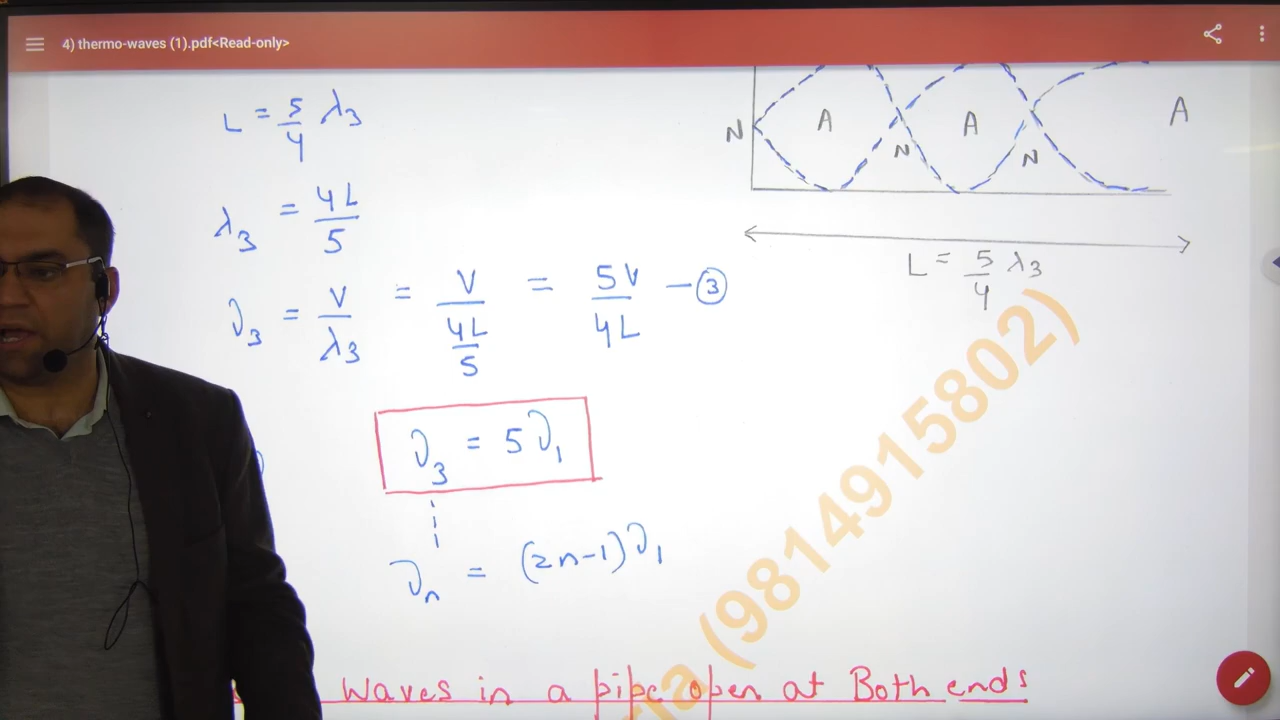 4) thermo-waves (1).pdf<Read-only>
L = 5/4 λ3
λ3 = 4L/5
ν3 = V/λ3 = V/(4L/5) = 5V/4L — ③
ν3 = 5ν1
νn = (2n-1)ν1
N A N A N A
L = 5/4 λ3
(9814915802)
Waves in a pipe open at Both ends